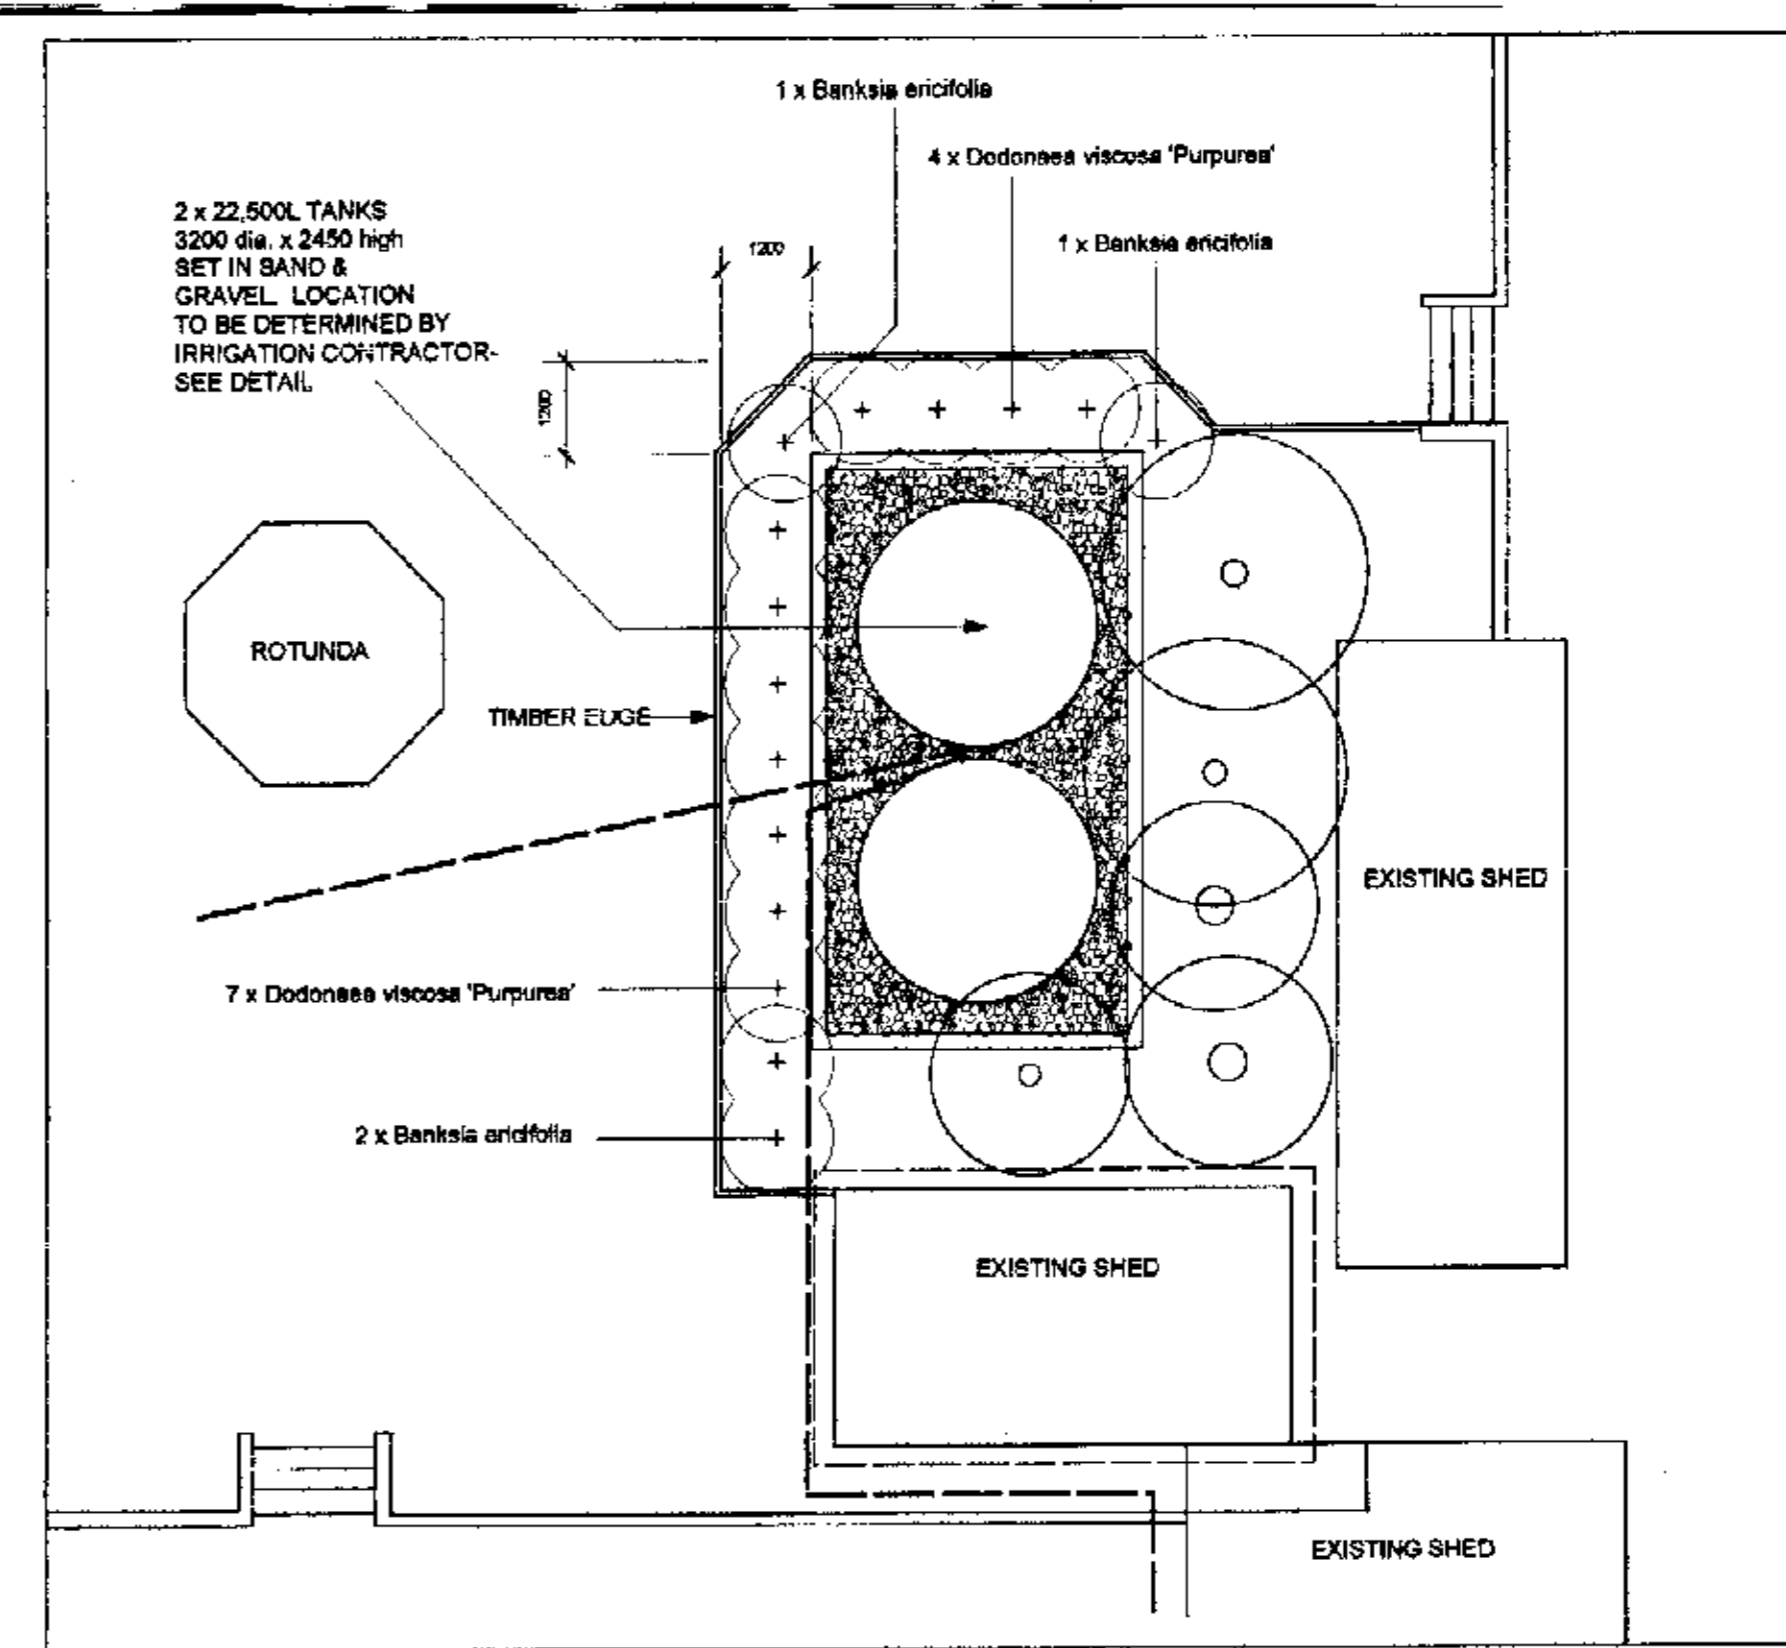 1 x Banksia ericifolia
4 x Dodonaea viscosa 'Purpurea'
1 x Banksia ericifolia
2 x 22,500L TANKS
3200 dia. x 2450 high
SET IN SAND &
GRAVEL. LOCATION
TO BE DETERMINED BY
IRRIGATION CONTRACTOR-
SEE DETAIL
1200
1200
ROTUNDA
TIMBER EDGE
EXISTING SHED
7 x Dodonaea viscosa 'Purpurea'
2 x Banksia ericifolia
EXISTING SHED
EXISTING SHED